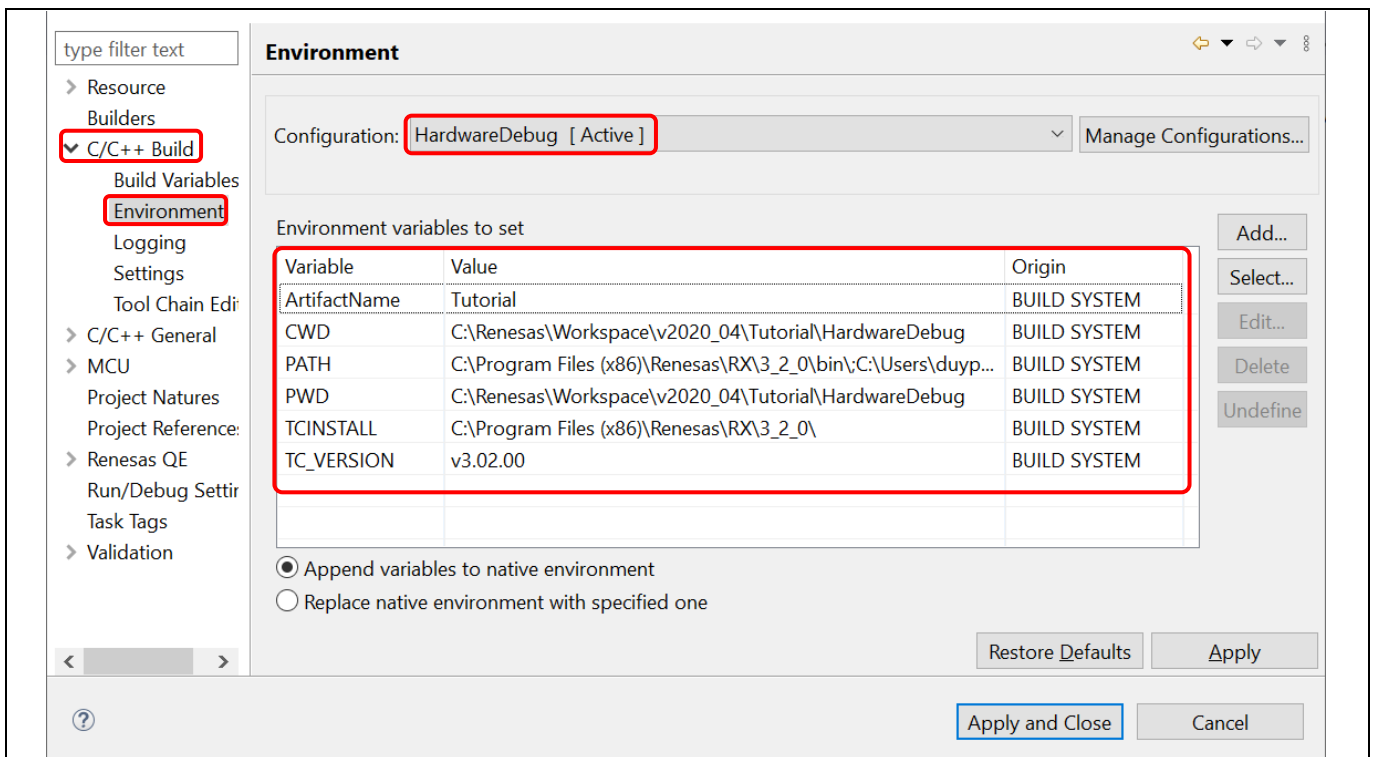 type filter text
Resource
Builders
C/C++ Build
Build Variables
Environment
Logging
Settings
Tool Chain Edi
C/C++ General
MCU
Project Natures
Project References
Renesas QE
Run/Debug Settin
Task Tags
Validation
Environment
Configuration: HardwareDebug [ Active ] Manage Configurations...
Environment variables to set
Variable Value Origin
ArtifactName Tutorial BUILD SYSTEM
CWD C:\Renesas\Workspace\v2020_04\Tutorial\HardwareDebug BUILD SYSTEM
PATH C:\Program Files (x86)\Renesas\RX\3_2_0\bin\;C:\Users\duyp... BUILD SYSTEM
PWD C:\Renesas\Workspace\v2020_04\Tutorial\HardwareDebug BUILD SYSTEM
TCINSTALL C:\Program Files (x86)\Renesas\RX\3_2_0\ BUILD SYSTEM
TC_VERSION v3.02.00 BUILD SYSTEM
Add...
Select...
Edit...
Delete
Undefine
Append variables to native environment
Replace native environment with specified one
Restore Defaults Apply
? Apply and Close Cancel